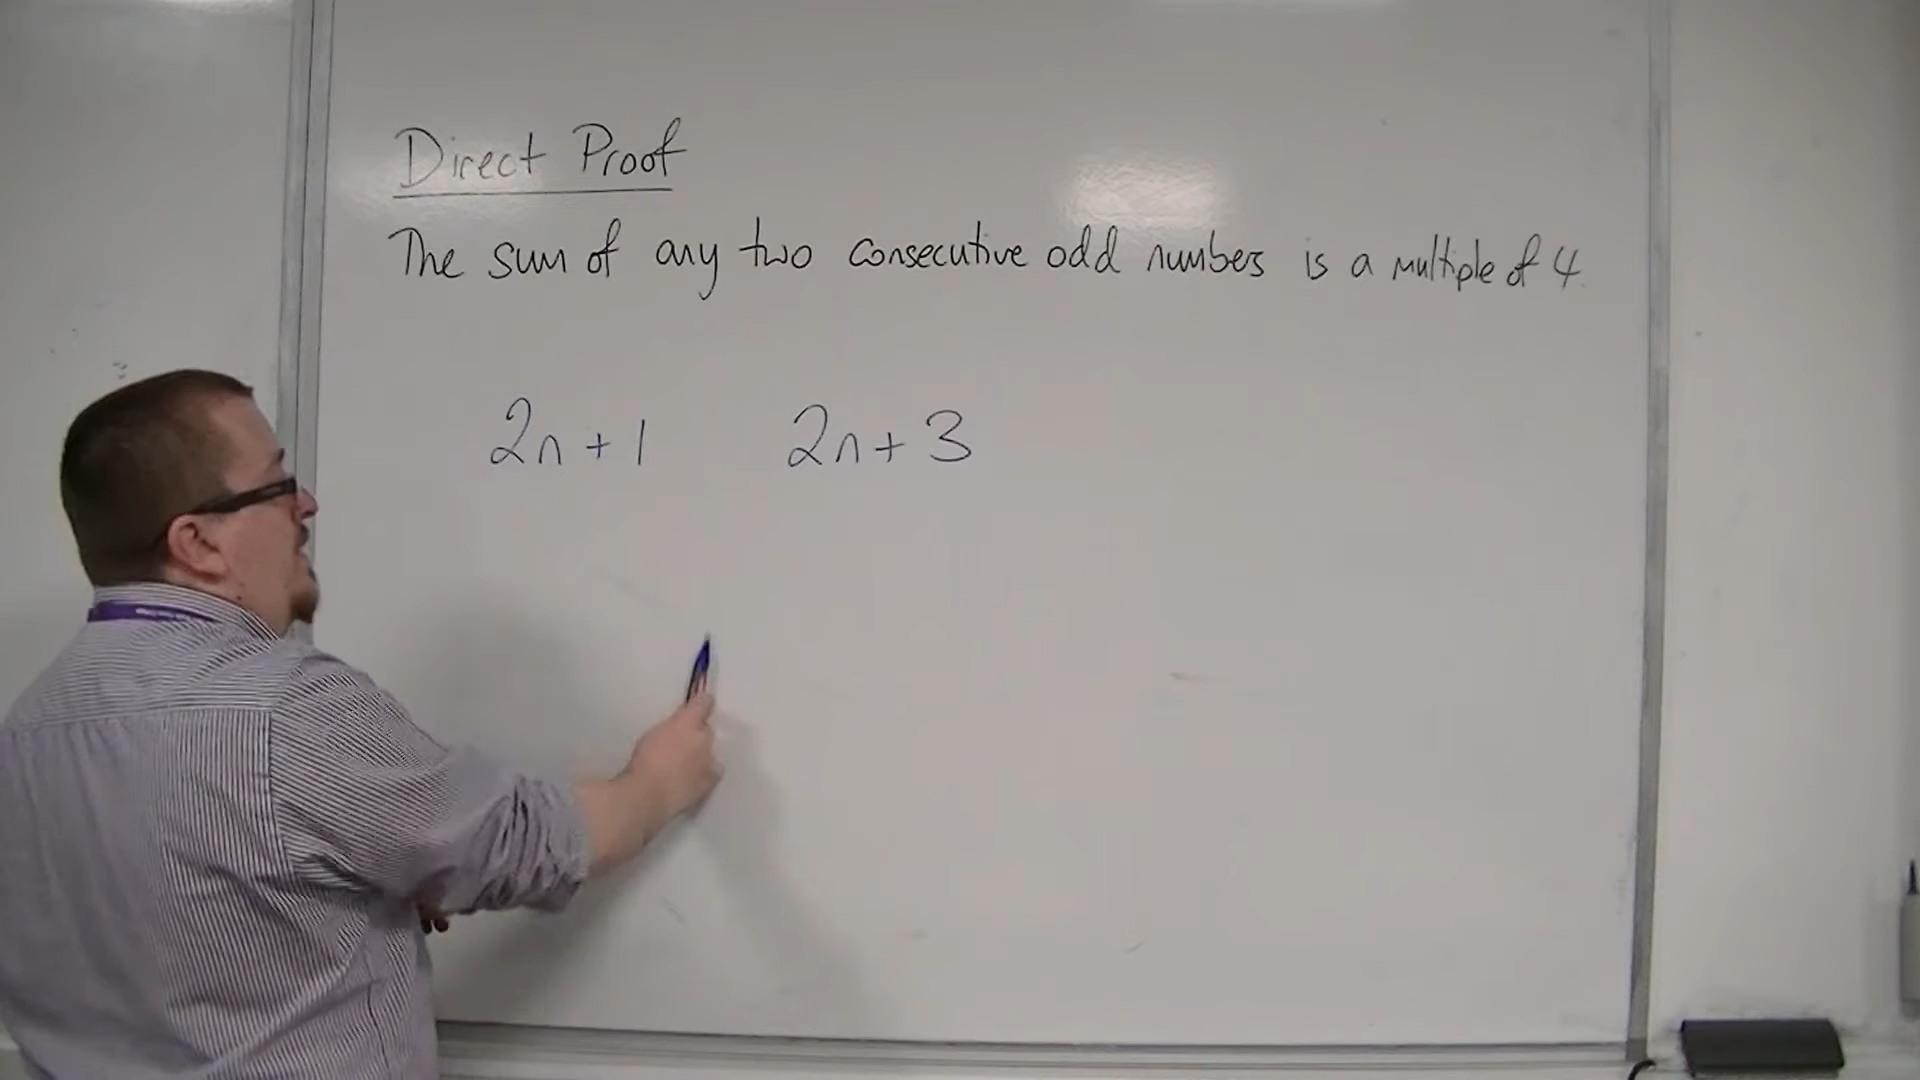 Direct Proof
The sum of any two consecutive odd numbers is a multiple of 4.
2n + 1 2n + 3